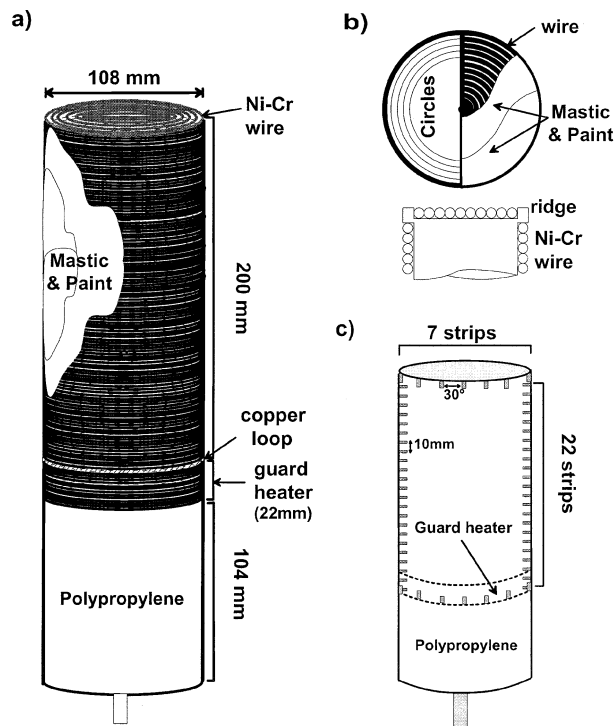 a)
108 mm
Ni-Cr
wire
Mastic
& Paint
200 mm
copper
loop
guard
heater
(22mm)
104 mm
Polypropylene
b)
wire
Circles
Mastic
& Paint
ridge
Ni-Cr
wire
c)
7 strips
30°
10mm
22 strips
Guard heater
Polypropylene